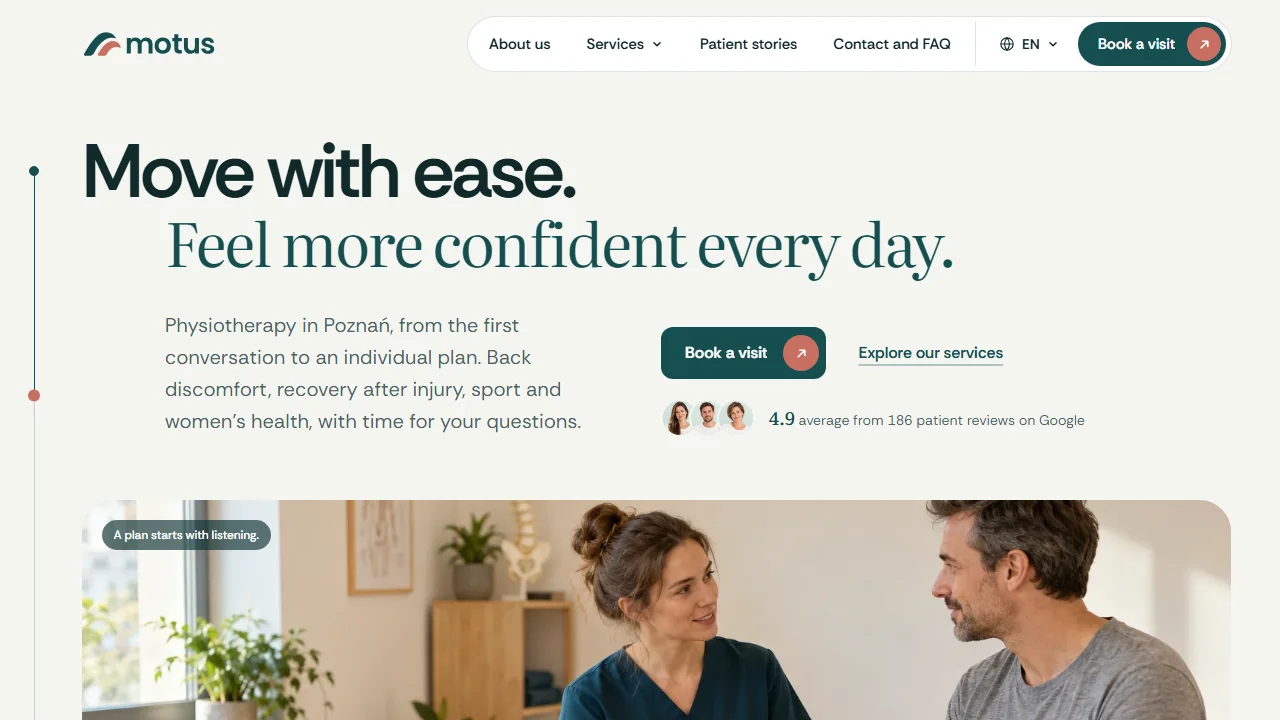 motus
About us
Services
Patient stories
Contact and FAQ
EN
Book a visit
Move with ease.
Feel more confident every day.
Physiotherapy in Poznań, from the first
conversation to an individual plan. Back
discomfort, recovery after injury, sport and
women’s health, with time for your questions.
Book a visit
Explore our services
4.9 average from 186 patient reviews on Google
A plan starts with listening.